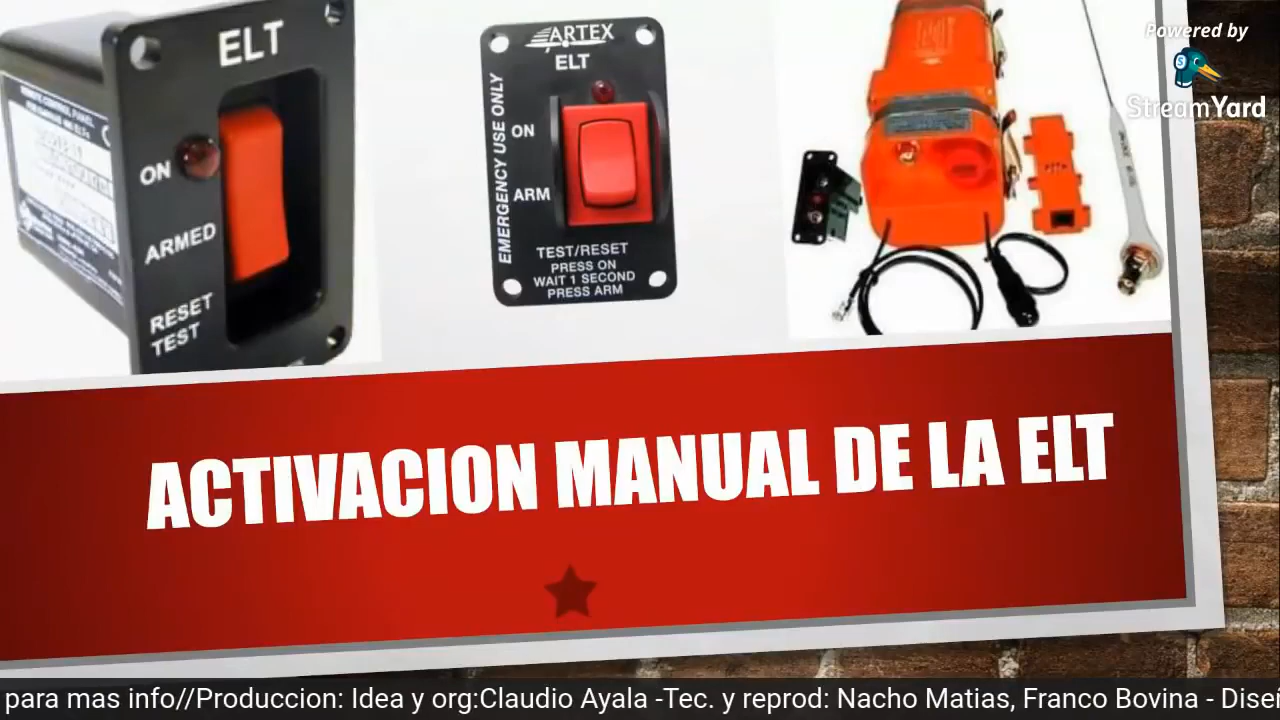 ELT
ON
ARMED
RESET
TEST
ARTEX
ELT
EMERGENCY USE ONLY
ON
ARM
TEST/RESET
PRESS ON
WAIT 1 SECOND
PRESS ARM
Powered by
StreamYard
ACTIVACION MANUAL DE LA ELT
para mas info//Produccion: Idea y org:Claudio Ayala -Tec. y reprod: Nacho Matias, Franco Bovina - Dise